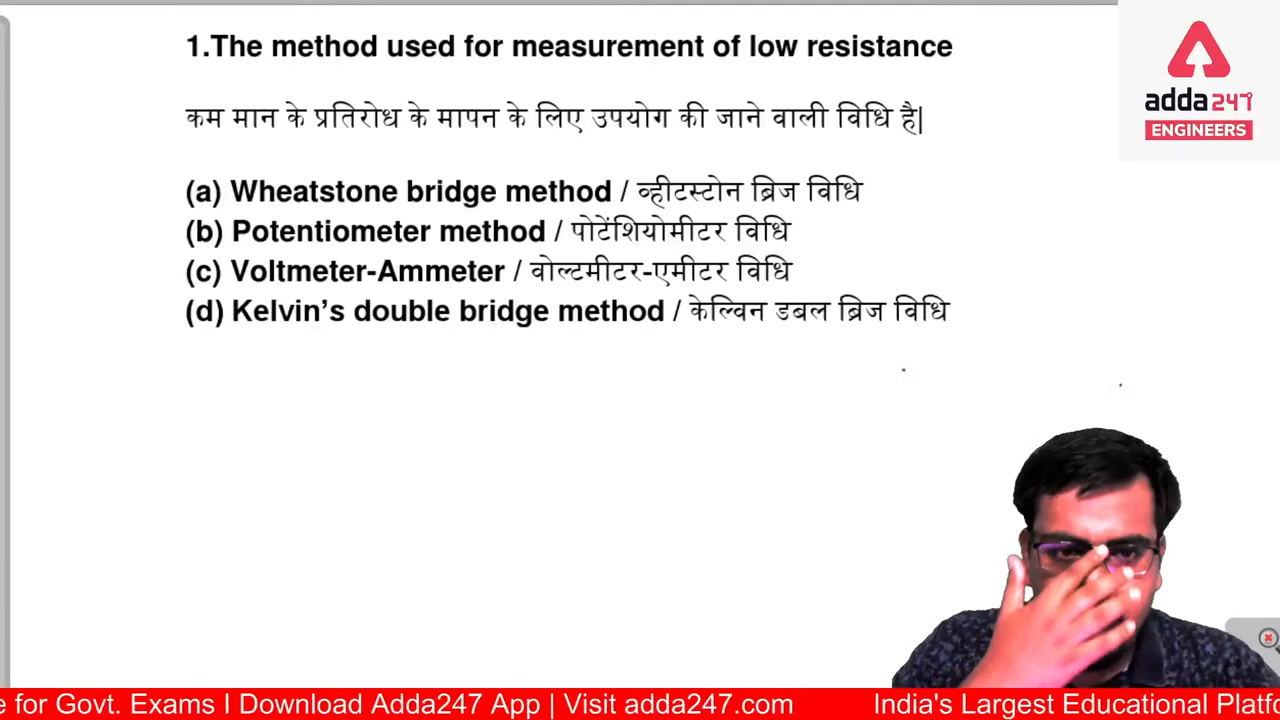 1.The method used for measurement of low resistance
कम मान के प्रतिरोध के मापन के लिए उपयोग की जाने वाली विधि है|
(a) Wheatstone bridge method / व्हीटस्टोन ब्रिज विधि
(b) Potentiometer method / पोटेंशियोमीटर विधि
(c) Voltmeter-Ammeter / वोल्टमीटर-एमीटर विधि
(d) Kelvin’s double bridge method / केल्विन डबल ब्रिज विधि
adda247
ENGINEERS
e for Govt. Exams I Download Adda247 App | Visit adda247.com India's Largest Educational Platfo